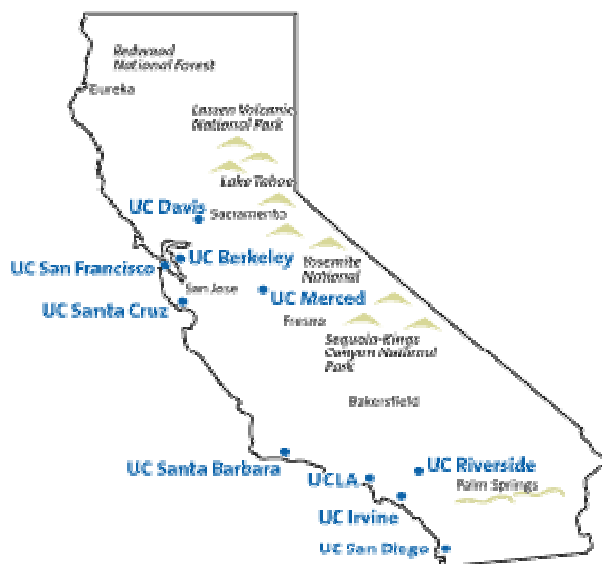 Redwood
National Forest
Eureka
Lassen Volcanic
National Park
Lake Tahoe
UC Davis
Sacramento
UC Berkeley
Yosemite
National
UC San Francisco
San Jose
UC Merced
UC Santa Cruz
Fresno
Sequoia-Kings
Canyon National
Park
Bakersfield
UC Santa Barbara
UC Riverside
UCLA
Palm Springs
UC Irvine
UC San Diego